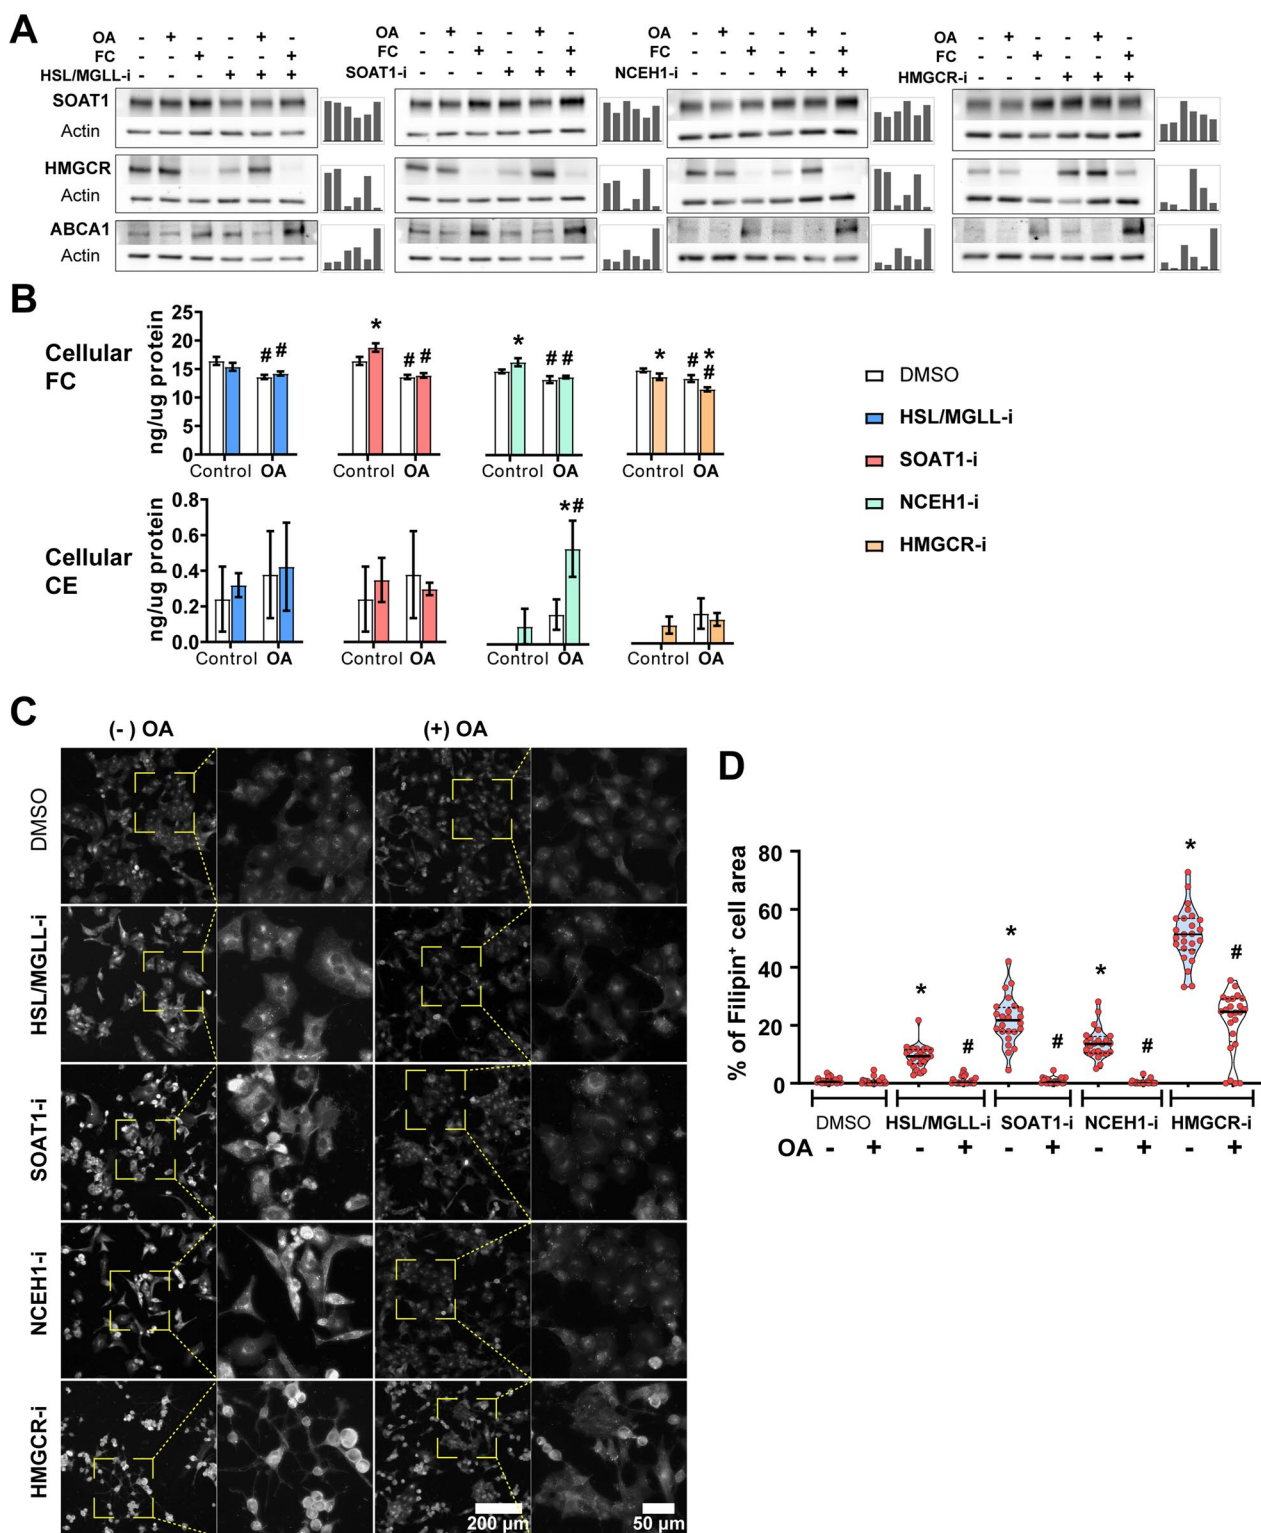 A
OA - + - - + -
FC - - + - - +
HSL/MGLL-i - - - + + +
OA - + - - + -
FC - - + - - +
SOAT1-i - - - + + +
OA - + - - + -
FC - - + - - +
NCEH1-i - - - + + +
OA - + - - + -
FC - - + - - +
HMGCR-i - - - + + +
SOAT1
Actin
HMGCR
Actin
ABCA1
Actin
B
Cellular
FC
ng/ug protein
25
20
15
10
5
0
# #
*
# #
*
# #
*
#
*
#
Control OA
Control OA
Control OA
Control OA
DMSO
HSL/MGLL-i
SOAT1-i
NCEH1-i
HMGCR-i
Cellular
CE
ng/ug protein
0.8
0.6
0.4
0.2
0.0
*#
Control OA
Control OA
Control OA
Control OA
C
(-) OA
(+) OA
DMSO
HSL/MGLL-i
SOAT1-i
NCEH1-i
HMGCR-i
200 µm
50 µm
D
% of Filipin⁺ cell area
80
60
40
20
0
*
#
*
#
*
#
*
#
DMSO HSL/MGLL-i SOAT1-i NCEH1-i HMGCR-i
OA - + - + - + - + - +